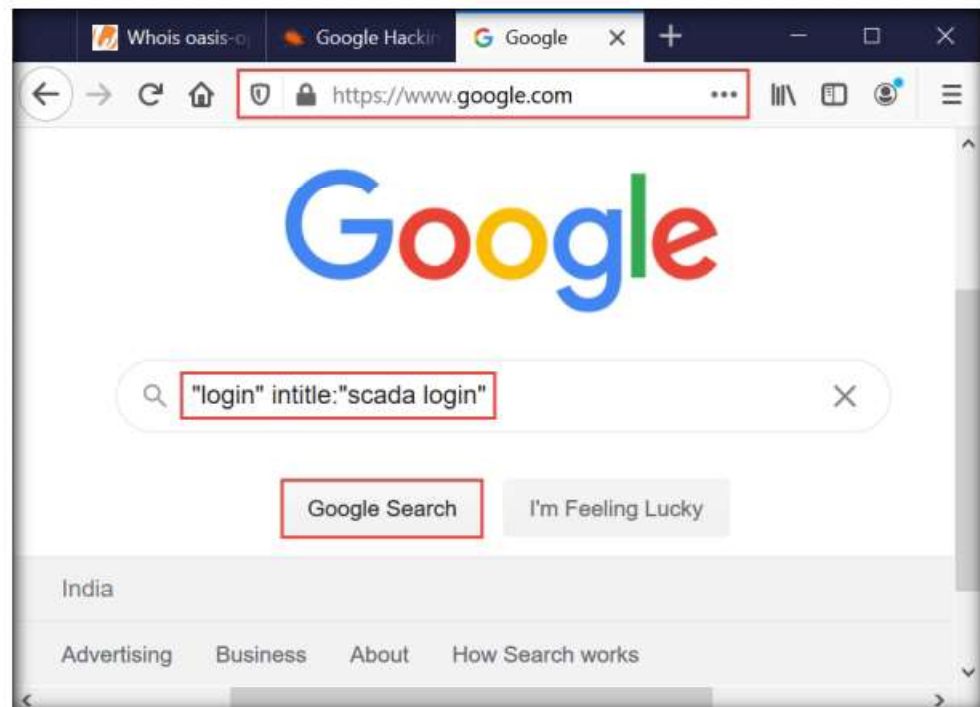 Whois oasis-o Google Hackin Google
https://www.google.com
Google
"login" intitle:"scada login"
Google Search I'm Feeling Lucky
India
Advertising Business About How Search works